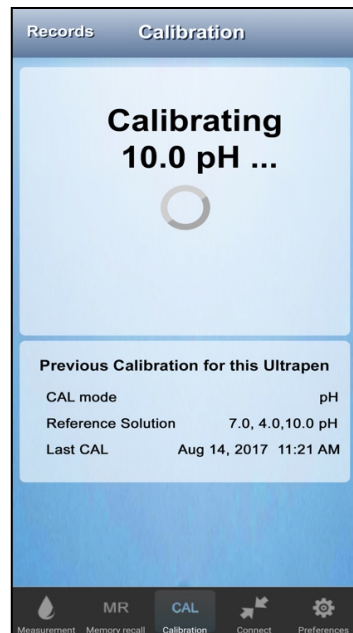 Records Calibration
Calibrating
10.0 pH ...
Previous Calibration for this Ultrapen
CAL mode pH
Reference Solution 7.0, 4.0,10.0 pH
Last CAL Aug 14, 2017 11:21 AM
MR CAL
Measurement Memory recall Calibration Connect Preferences